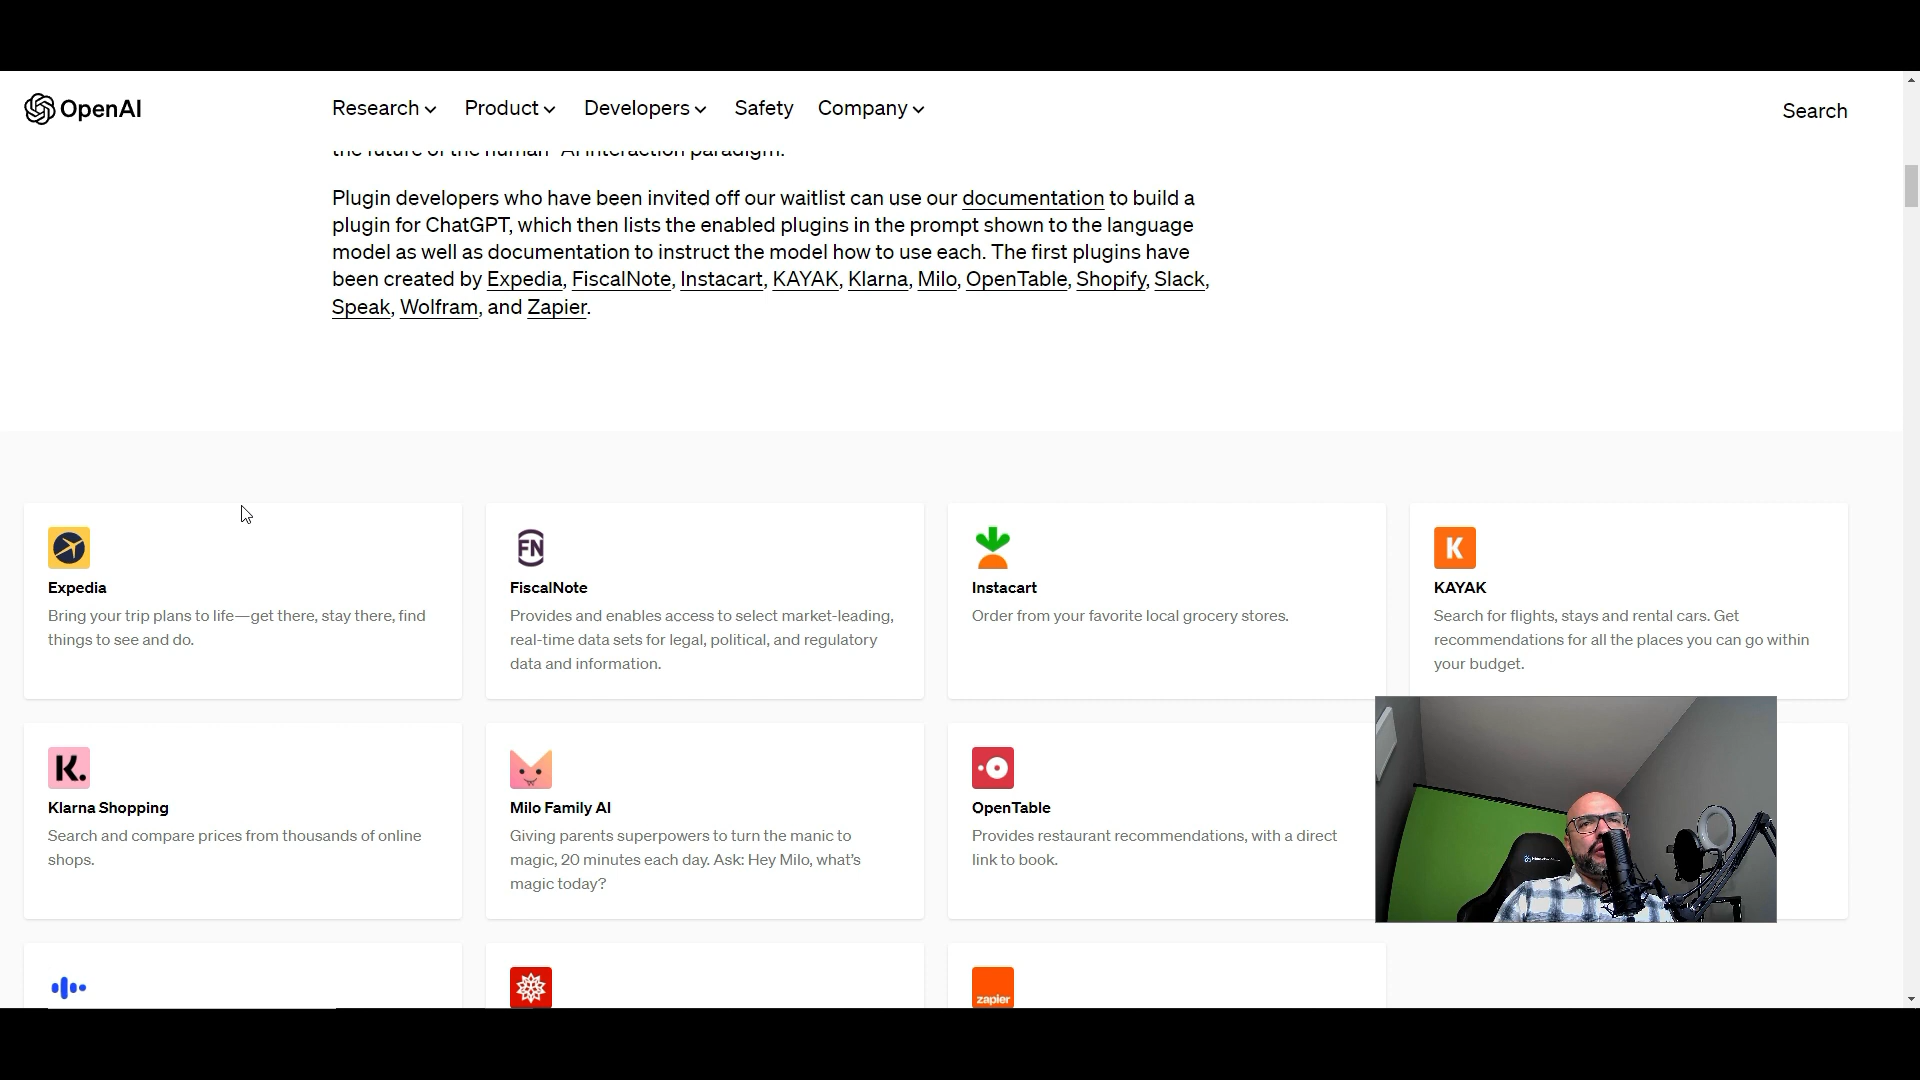 OpenAI
Research
Product
Developers
Safety
Company
Search
the future of the human–AI interaction paradigm.
Plugin developers who have been invited off our waitlist can use our documentation to build a
plugin for ChatGPT, which then lists the enabled plugins in the prompt shown to the language
model as well as documentation to instruct the model how to use each. The first plugins have
been created by Expedia, FiscalNote, Instacart, KAYAK, Klarna, Milo, OpenTable, Shopify, Slack,
Speak, Wolfram, and Zapier.
Expedia
Bring your trip plans to life—get there, stay there, find
things to see and do.
FN
FiscalNote
Provides and enables access to select market-leading,
real-time data sets for legal, political, and regulatory
data and information.
Instacart
Order from your favorite local grocery stores.
K
KAYAK
Search for flights, stays and rental cars. Get
recommendations for all the places you can go within
your budget.
K.
Klarna Shopping
Search and compare prices from thousands of online
shops.
Milo Family AI
Giving parents superpowers to turn the manic to
magic, 20 minutes each day. Ask: Hey Milo, what's
magic today?
OpenTable
Provides restaurant recommendations, with a direct
link to book.
zapier